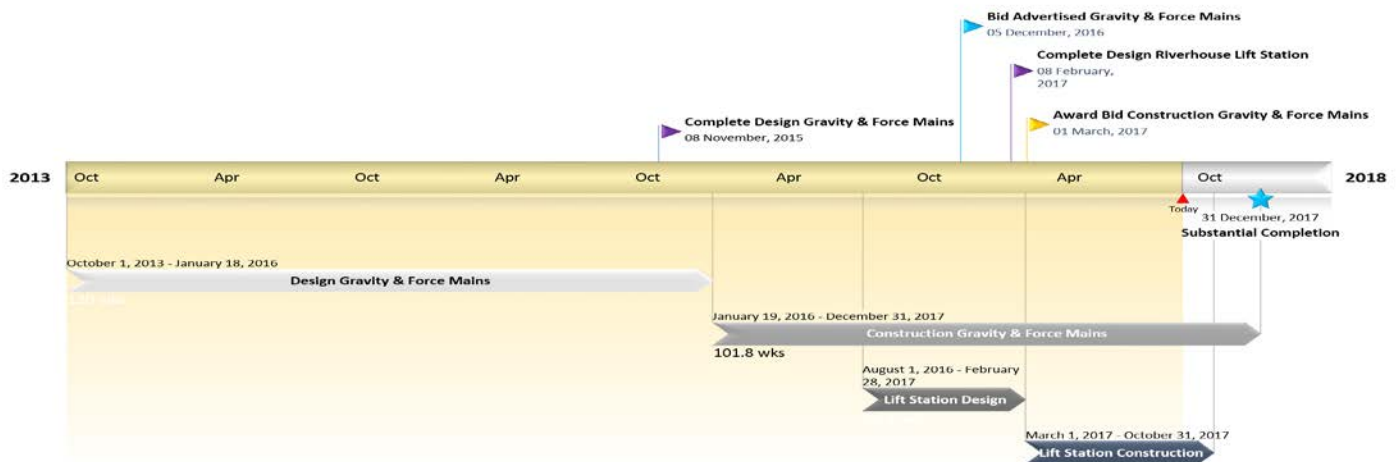 Bid Advertised Gravity & Force Mains
05 December, 2016
Complete Design Riverhouse Lift Station
08 February,
2017
Complete Design Gravity & Force Mains
08 November, 2015
Award Bid Construction Gravity & Force Mains
01 March, 2017
2013 Oct Apr Oct Apr Oct Apr Oct Apr Oct 2018
Today
31 December, 2017
Substantial Completion
October 1, 2013 - January 18, 2016
Design Gravity & Force Mains
January 19, 2016 - December 31, 2017
Construction Gravity & Force Mains
101.8 wks
August 1, 2016 - February
28, 2017
Lift Station Design
March 1, 2017 - October 31, 2017
Lift Station Construction